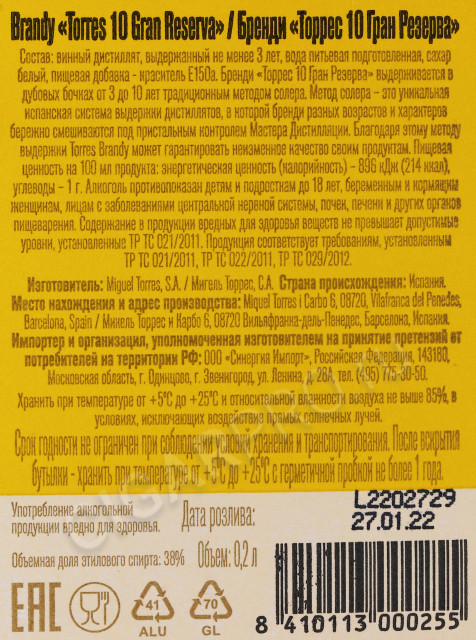 Brandy «Torres 10 Gran Reserva» / Бренди «Торрес 10 Гран Резерва»
Состав: винный дистиллят, выдержанный не менее 3 лет, вода питьевая подготовленная, сахар
белый, пищевая добавка - краситель Е150а. Бренди «Торрес 10 Гран Резерва» выдерживается в
дубовых бочках от 3 до 10 лет традиционным методом солера. Метод солера – это уникальная
испанская система выдержки дистиллятов, в которой бренди разных возрастов и характеров
бережно смешиваются под пристальным контролем Мастера Дистилляции. Благодаря этому методу
выдержки Torres Brandy может гарантировать неизменное качество своим продуктам. Пищевая
ценность на 100 мл продукта: энергетическая ценность (калорийность) – 896 кДж (214 ккал),
углеводы – 1 г. Алкоголь противопоказан детям и подросткам до 18 лет, беременным и кормящим
женщинам, лицам с заболеваниями центральной нервной системы, почек, печени и других органов
пищеварения. Содержание в продукции вредных для здоровья веществ не превышает допустимые
уровни, установленные ТР ТС 021/2011. Продукция соответствует требованиям, установленным
ТР ТС 021/2011, ТР ТС 022/2011, ТР ТС 029/2012.
Изготовитель: Miguel Torres, S.A. / Мигель Торрес, С.А. Страна происхождения: Испания.
Место нахождения и адрес производства: Miquel Torres i Carbo 6, 08720, Vilafranca del Penedes,
Barcelona, Spain / Микель Торрес и Карбо 6, 08720 Вильяфранка-дель-Пенедес, Барселона, Испания.
Импортер и организация, уполномоченная изготовителем на принятие претензий от
потребителей на территории РФ: ООО «Синергия Импорт», Российская Федерация, 143180,
Московская область, г. Одинцово, г. Звенигород, ул. Ленина, д. 28А, тел. (495) 775-30-50.
Хранить при температуре от +5°С до +25°С и относительной влажности воздуха не выше 85%, в
условиях, исключающих воздействие прямых солнечных лучей.
Срок годности не ограничен при соблюдении условий хранения и транспортирования. После вскрытия
бутылки - хранить при температуре от +5°С до +25°С с герметичной пробкой не более 1 года.
Употребление алкогольной
продукции вредно для здоровья.
Дата розлива:
L2202729
27.01.22
Объемная доля этилового спирта: 38%
Объем: 0,2 л
EAC
41
ALU
70
GL
8 410113 000255